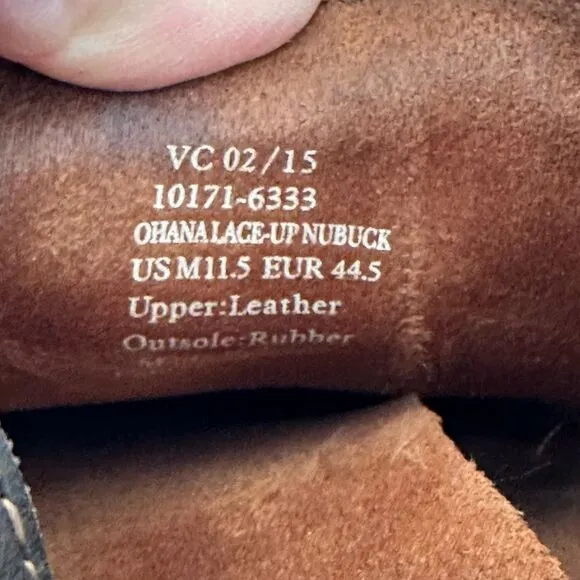 VC 02/15
10171-6333
OHANA LACE-UP NUBUCK
US M11.5 EUR 44.5
Upper:Leather
Outsole:Rubber